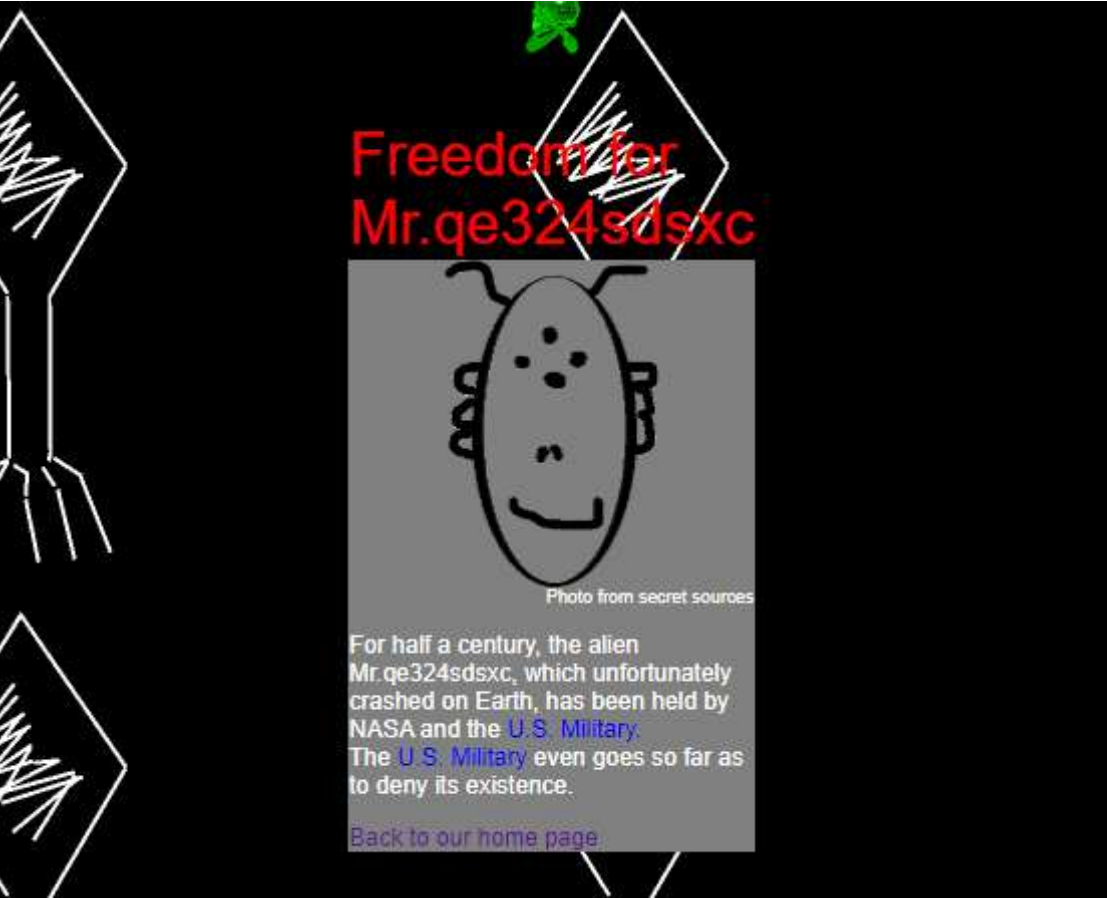 Freedom for
Mr.qe324sdsxc
Photo from secret sources
For half a century, the alien
Mr.qe324sdsxc, which unfortunately
crashed on Earth, has been held by
NASA and the U.S. Military.
The U.S. Military even goes so far as
to deny its existence.
Back to our home page